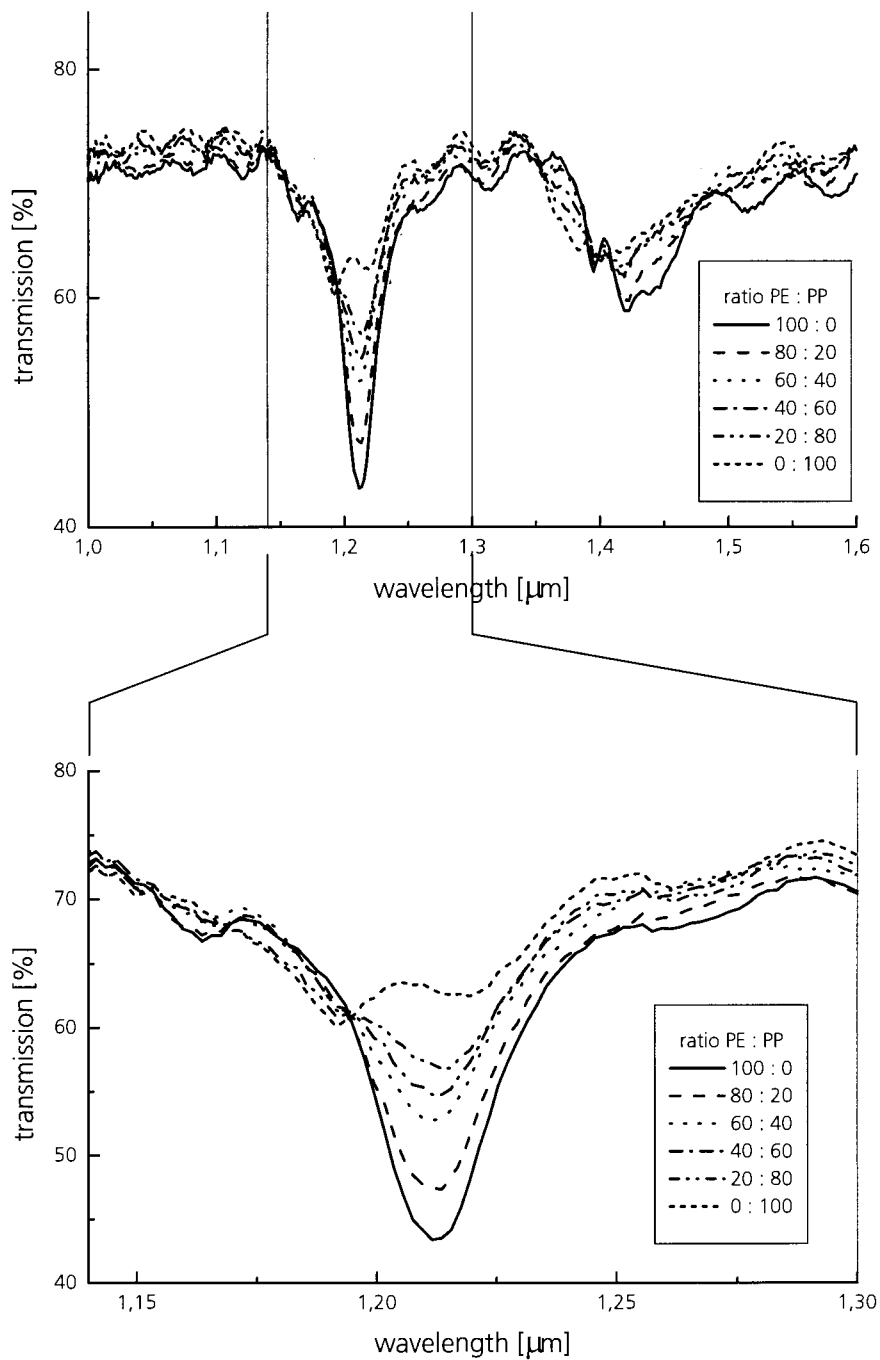 80
60
40
transmission [%]
1,0 1,1 1,2 1,3 1,4 1,5 1,6
wavelength [μm]
ratio PE : PP
100 : 0
80 : 20
60 : 40
40 : 60
20 : 80
0 : 100
80
70
60
50
40
transmission [%]
1,15 1,20 1,25 1,30
wavelength [μm]
ratio PE : PP
100 : 0
80 : 20
60 : 40
40 : 60
20 : 80
0 : 100